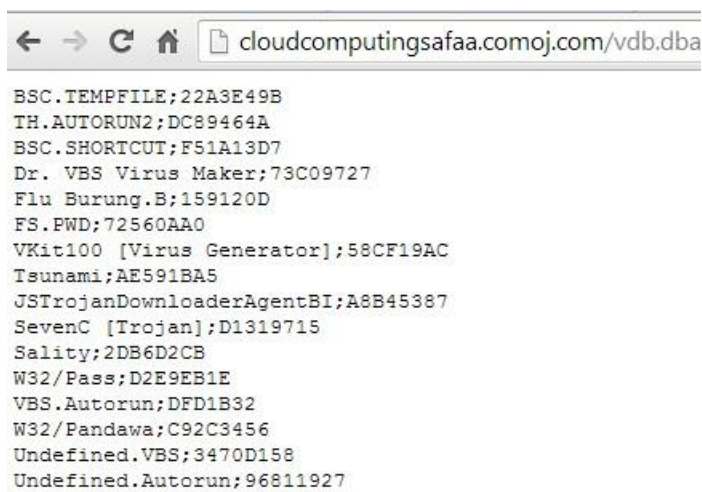 cloudcomputingsafaa.comoj.com/vdb.dba
BSC.TEMPFILE;22A3E49B
TH.AUTORUN2;DC89464A
BSC.SHORTCUT;F51A13D7
Dr. VBS Virus Maker;73C09727
Flu Burung.B;159120D
FS.PWD;72560AA0
VKit100 [Virus Generator];58CF19AC
Tsunami;AE591BA5
JSTrojanDownloaderAgentBI;A8B45387
SevenC [Trojan];D1319715
Sality;2DB6D2CB
W32/Pass;D2E9EB1E
VBS.Autorun;DFD1B32
W32/Pandawa;C92C3456
Undefined.VBS;3470D158
Undefined.Autorun;96811927